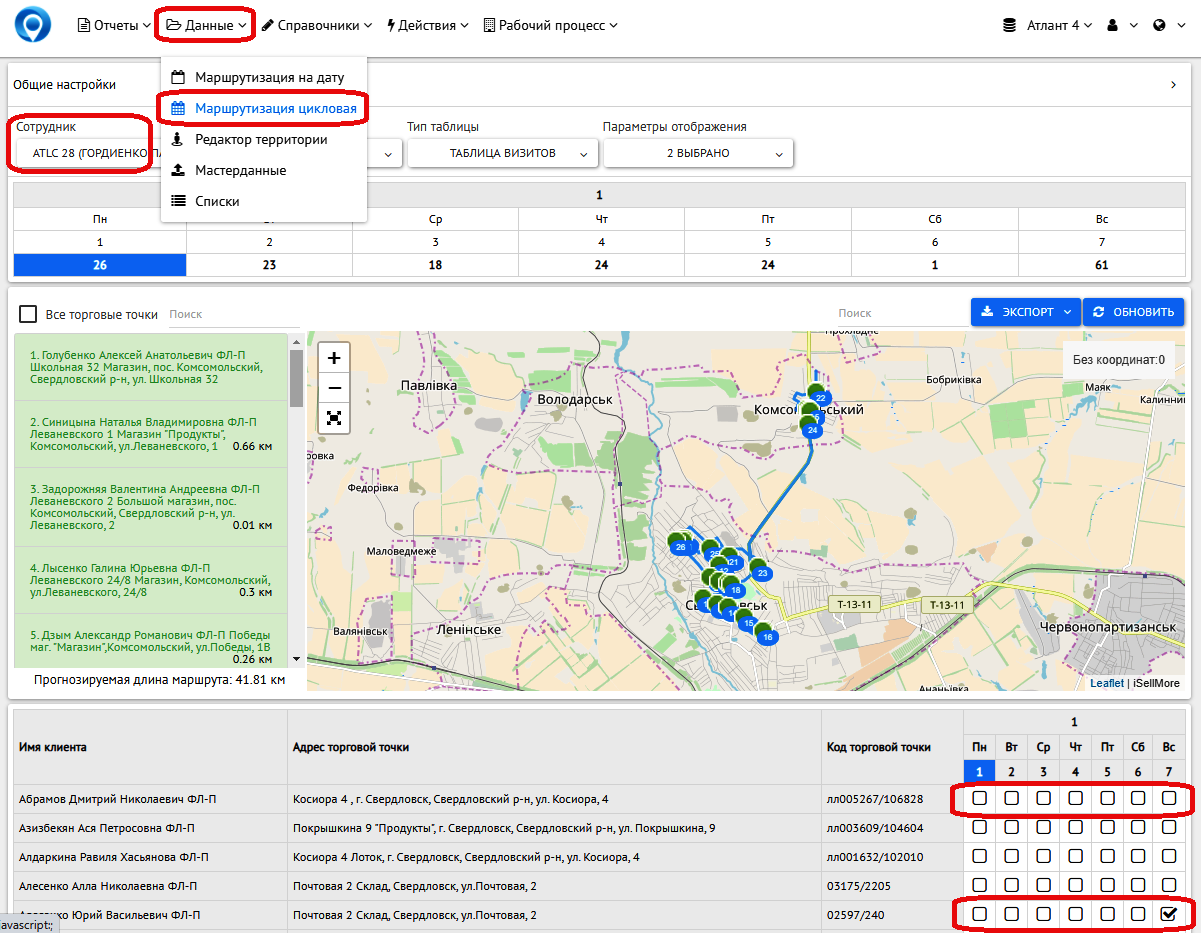 Отчеты
Данные
Справочники
Действия
Рабочий процесс
Атлант 4
Общие настройки
Маршрутизация на дату
Маршрутизация цикловая
Редактор территории
Мастерданные
Списки
Сотрудник
ATLC 28 (ГОРДИЕНКО
Тип таблицы
ТАБЛИЦА ВИЗИТОВ
Параметры отображения
2 ВЫБРАНО
1
Пн Ср Чт Пт Сб Вс
1 2 3 4 5 6 7
26 23 18 24 24 1 61
Все торговые точки
Поиск
Поиск
ЭКСПОРТ
ОБНОВИТЬ
1. Голубенко Алексей Анатольевич ФЛ-П
Школьная 32 Магазин, пос. Комсомольский,
Свердловский р-н, ул. Школьная 32
2. Синицына Наталья Владимировна ФЛ-П
Леваневского 1 Магазин "Продукты",
Комсомольский, ул.Леваневского, 1 0.66 км
3. Задорожняя Валентина Андреевна ФЛ-П
Леваневского 2 Большой магазин, пос.
Комсомольский, Свердловский р-н, ул.
Леваневского, 2 0.01 км
4. Лысенко Галина Юрьевна ФЛ-П
Леваневского 24/8 Магазин, Комсомольский,
ул.Леваневского, 24/8 0.3 км
5. Дзым Александр Романович ФЛ-П Победы
маг. "Магазин",Комсомольский, ул.Победы, 1В
0.26 км
Прогнозируемая длина маршрута: 41.81 км
+
−
Без координат:0
Павлівка
Володарськ
Бобриківка
Маяк
Калинни
22
24
Федорівка
Маловедмеже
26
21
23
18
15
16
Т-13-11
Т-13-11
Валянівськ
Ленінське
Червонопартизанськ
Ананьївка
Leaflet | iSellMore
Имя клиента Адрес торговой точки Код торговой точки
1
Пн Вт Ср Чт Пт Сб Вс
1 2 3 4 5 6 7
Абрамов Дмитрий Николаевич ФЛ-П Косиора 4 , г. Свердловск, Свердловский р-н, ул. Косиора, 4 лл005267/106828
Азизбекян Ася Петросовна ФЛ-П Покрышкина 9 "Продукты", г. Свердловск, Свердловский р-н, ул. Покрышкина, 9 лл003609/104604
Алдаркина Равиля Хасьянова ФЛ-П Косиора 4 Лоток, г. Свердловск, Свердловский р-н, ул. Косиора, 4 лл001632/102010
Алесенко Алла Николаевна ФЛ-П Почтовая 2 Склад, Свердловск, ул.Почтовая, 2 03175/2205
Юрий Васильевич ФЛ-П Почтовая 2 Склад, Свердловск, ул.Почтовая, 2 02597/240
avascript:;